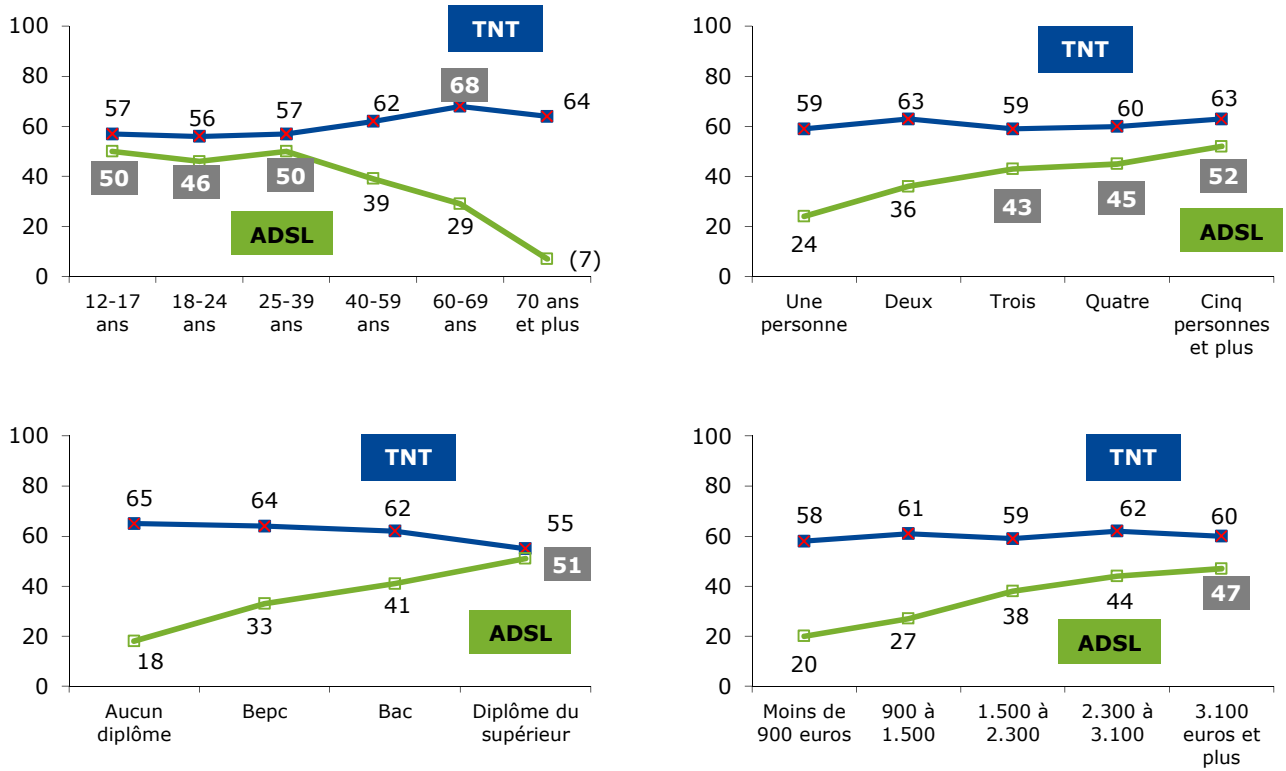 100
80
60
40
20
0
TNT
57
56
57
62
68
64
50
46
50
39
29
(7)
ADSL
12-17 ans
18-24 ans
25-39 ans
40-59 ans
60-69 ans
70 ans et plus
100
80
60
40
20
0
TNT
59
63
59
60
63
24
36
43
45
52
ADSL
Une personne
Deux
Trois
Quatre
Cinq personnes et plus
100
80
60
40
20
0
TNT
65
64
62
55
18
33
41
51
ADSL
Aucun diplôme
Bepc
Bac
Diplôme du supérieur
100
80
60
40
20
0
TNT
58
61
59
62
60
20
27
38
44
47
ADSL
Moins de 900 euros
900 à 1.500
1.500 à 2.300
2.300 à 3.100
3.100 euros et plus